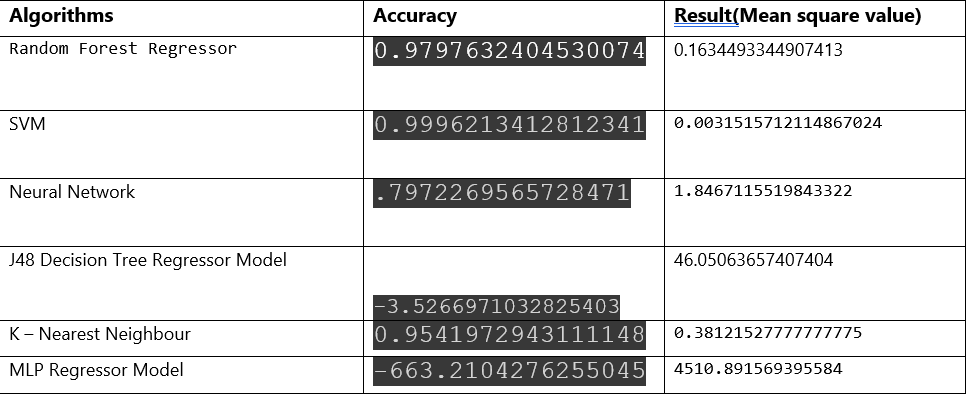 Algorithms Accuracy Result(Mean square value)
Random Forest Regressor 0.9797632404530074 0.1634493344907413
SVM 0.9996213412812341 0.0031515712114867024
Neural Network .7972269565728471 1.8467115519843322
J48 Decision Tree Regressor Model 46.05063657407404
-3.5266971032825403
K – Nearest Neighbour 0.9541972943111148 0.38121527777777775
MLP Regressor Model -663.2104276255045 4510.891569395584